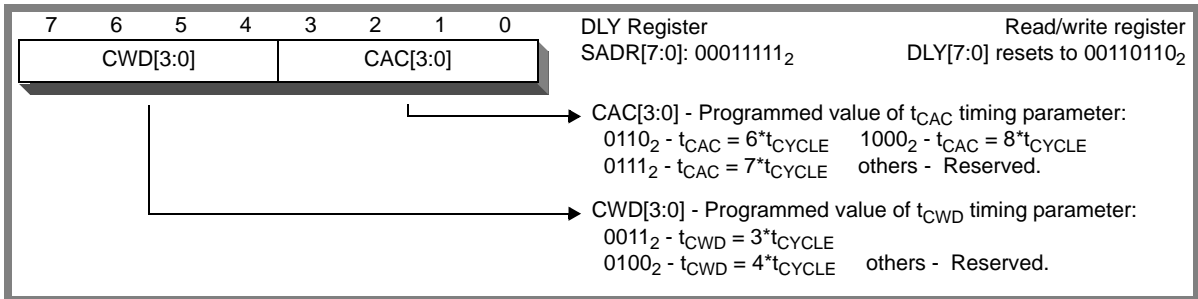 7 6 5 4 3 2 1 0 DLY Register Read/write register
CWD[3:0] CAC[3:0] SADR[7:0]: 00011111₂ DLY[7:0] resets to 00110110₂
CAC[3:0] - Programmed value of tCAC timing parameter:
0110₂ - tCAC = 6*tCYCLE 1000₂ - tCAC = 8*tCYCLE
0111₂ - tCAC = 7*tCYCLE others - Reserved.
CWD[3:0] - Programmed value of tCWD timing parameter:
0011₂ - tCWD = 3*tCYCLE
0100₂ - tCWD = 4*tCYCLE others - Reserved.